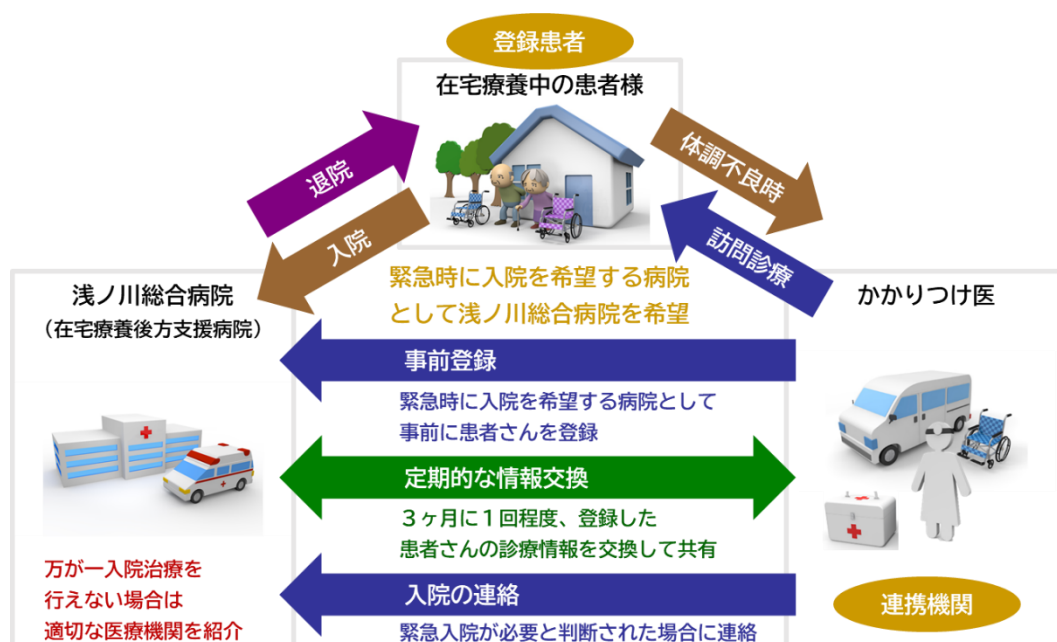 登録患者
在宅療養中の患者様
退院
入院
体調不良時
訪問診療
緊急時に入院を希望する病院
として浅ノ川総合病院を希望
浅ノ川総合病院
（在宅療養後方支援病院）
かかりつけ医
事前登録
緊急時に入院を希望する病院として
事前に患者さんを登録
定期的な情報交換
３ヶ月に１回程度、登録した
患者さんの診療情報を交換して共有
万が一入院治療を
行えない場合は
適切な医療機関を紹介
入院の連絡
緊急入院が必要と判断された場合に連絡
連携機関